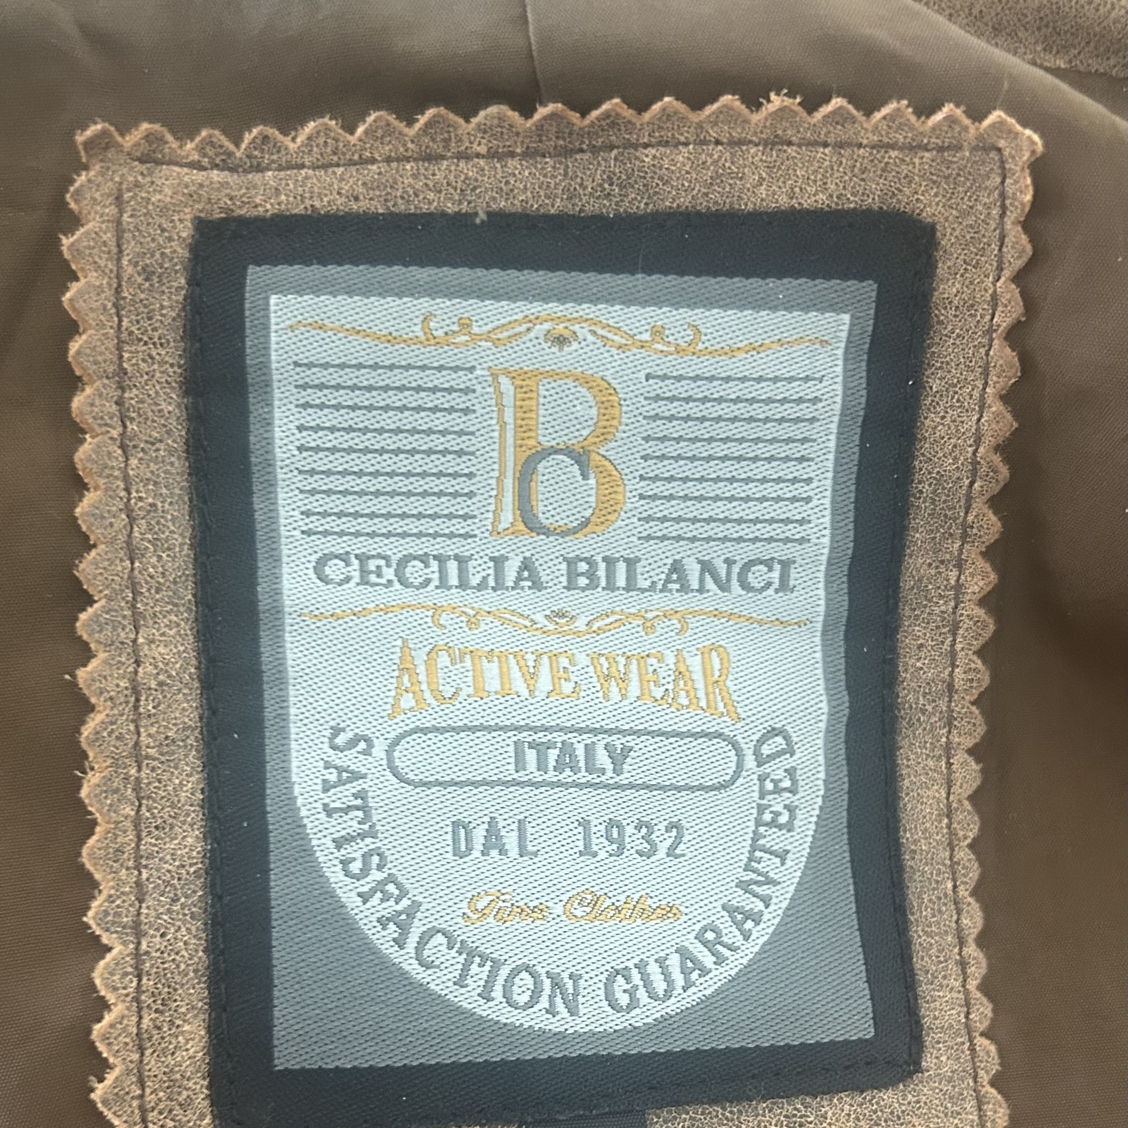 BC
CECILIA BILANCI
ACTIVE WEAR
ITALY
DAL 1932
Fine Clothes
SATISFACTION GUARANTEED